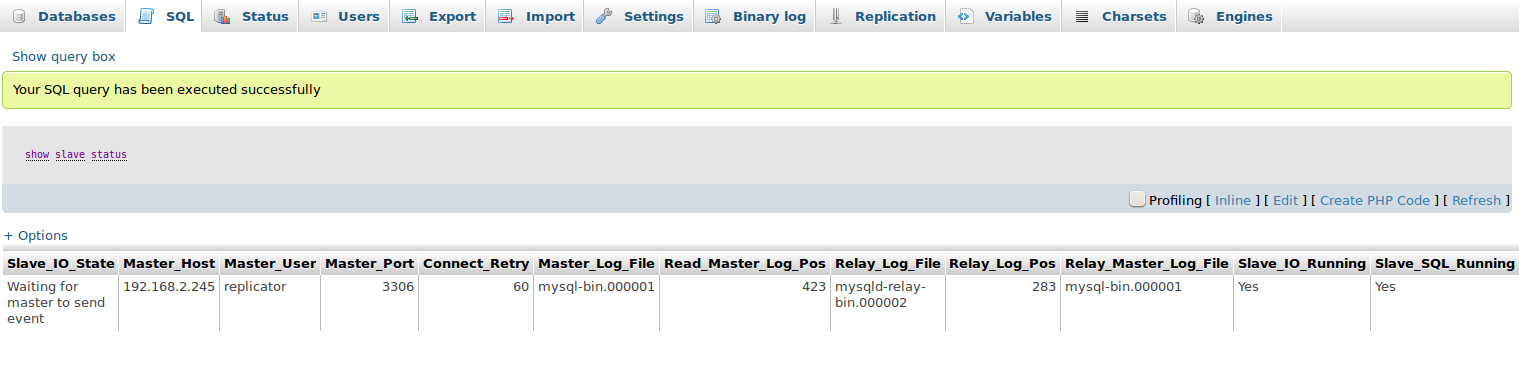 Databases SQL Status Users Export Import Settings Binary log Replication Variables Charsets Engines
Show query box
Your SQL query has been executed successfully
show slave status
Profiling [ Inline ] [ Edit ] [ Create PHP Code ] [ Refresh ]
+ Options
Slave_IO_State Master_Host Master_User Master_Port Connect_Retry Master_Log_File Read_Master_Log_Pos Relay_Log_File Relay_Log_Pos Relay_Master_Log_File Slave_IO_Running Slave_SQL_Running
Waiting for 192.168.2.245 replicator 3306 60 mysql-bin.000001 423 mysqld-relay- 283 mysql-bin.000001 Yes Yes
master to send bin.000002
event